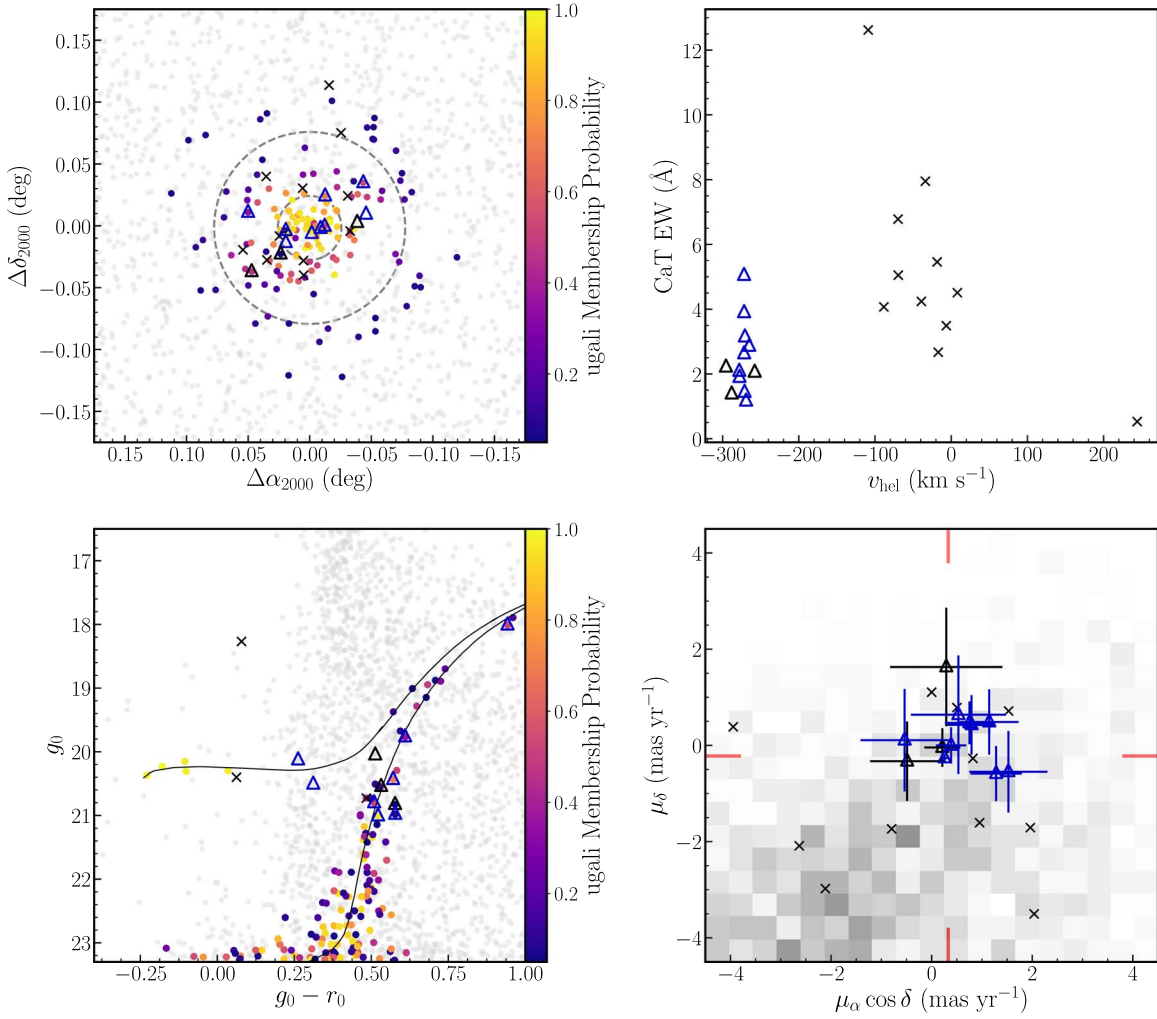 0.15
0.10
0.05
0.00
−0.05
−0.10
−0.15
Δδ2000 (deg)
0.15 0.10 0.05 0.00 −0.05 −0.10 −0.15
Δα2000 (deg)
1.0
0.8
0.6
0.4
0.2
ugali Membership Probability
12
10
8
6
4
2
0
CaT EW (Å)
−300 −200 −100 0 100 200
v_hel (km s⁻¹)
17
18
19
20
21
22
23
g₀
−0.25 0.00 0.25 0.50 0.75 1.00
g₀ − r₀
1.0
0.8
0.6
0.4
0.2
ugali Membership Probability
4
2
0
−2
−4
μ_δ (mas yr⁻¹)
−4 −2 0 2 4
μ_α cos δ (mas yr⁻¹)